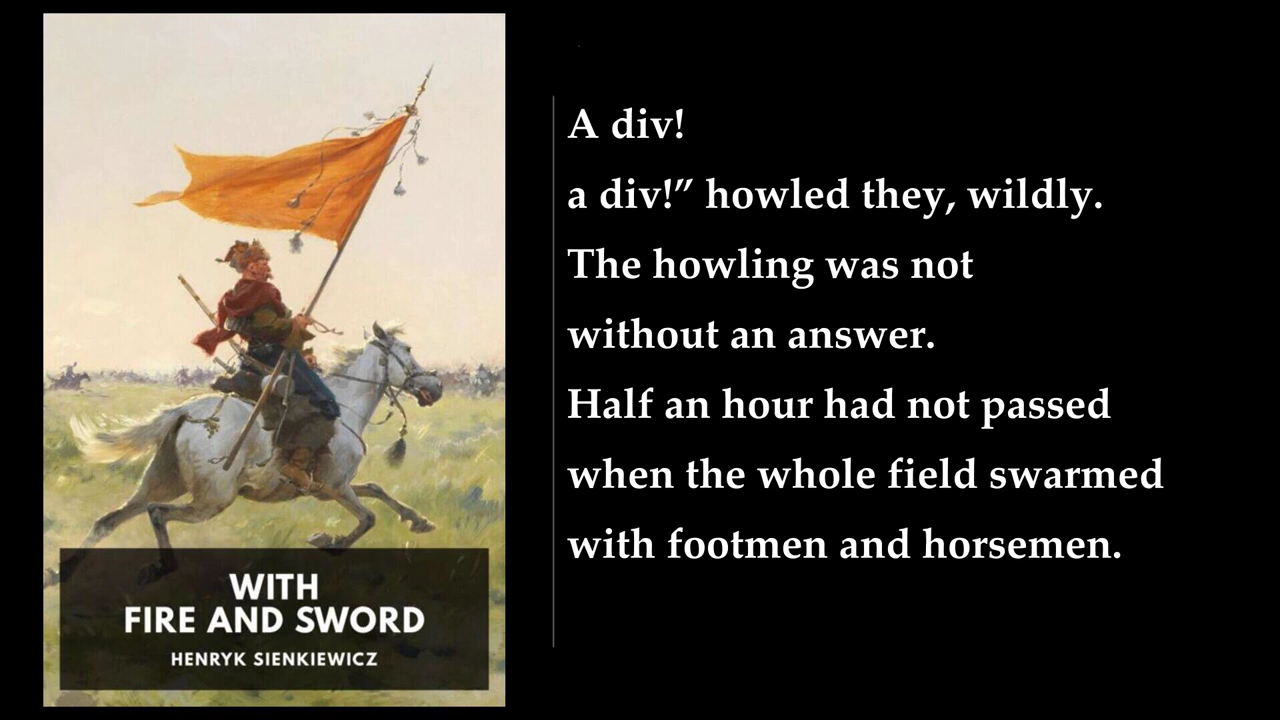 WITH
FIRE AND SWORD
HENRYK SIENKIEWICZ
A div!
a div!” howled they, wildly.
The howling was not
without an answer.
Half an hour had not passed
when the whole field swarmed
with footmen and horsemen.